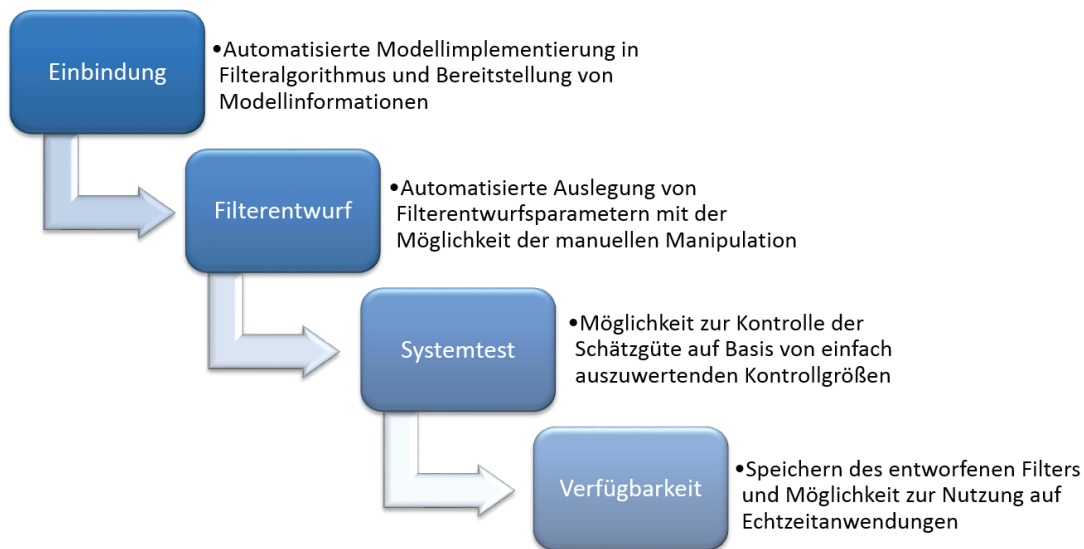 Einbindung
•Automatisierte Modellimplementierung in
Filteralgorithmus und Bereitstellung von
Modellinformationen
Filterentwurf
•Automatisierte Auslegung von
Filterentwurfsparametern mit der
Möglichkeit der manuellen Manipulation
Systemtest
•Möglichkeit zur Kontrolle der
Schätzgüte auf Basis von einfach
auszuwertenden Kontrollgrößen
Verfügbarkeit
•Speichern des entworfenen Filters
und Möglichkeit zur Nutzung auf
Echtzeitanwendungen